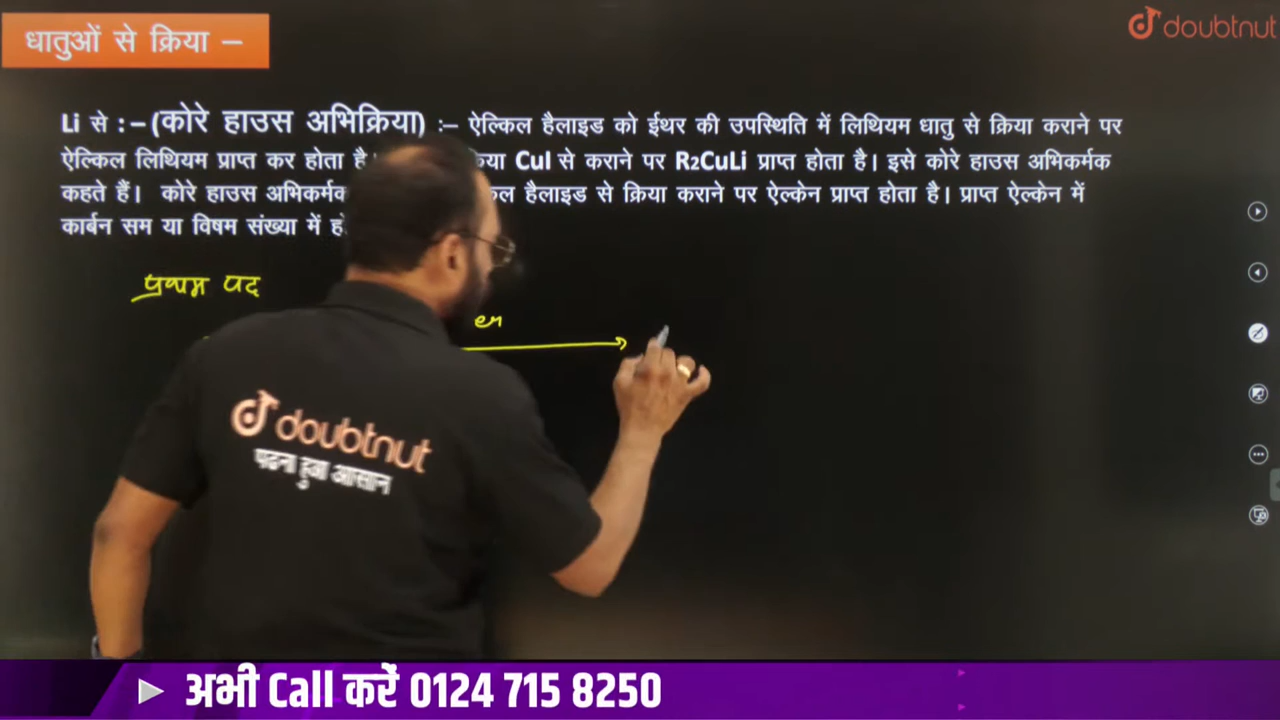 धातुओं से क्रिया –
doubtnut
Li से : – (कोरे हाउस अभिक्रिया) :– ऐल्किल हैलाइड को ईथर की उपस्थिति में लिथियम धातु से क्रिया कराने पर
ऐल्किल लिथियम प्राप्त कर होता है CuI से कराने पर R2CuLi प्राप्त होता है। इसे कोरे हाउस अभिकर्मक
कहते हैं। कोरे हाउस अभिकर्मक हैलाइड से क्रिया कराने पर ऐल्केन प्राप्त होता है। प्राप्त ऐल्केन में
कार्बन सम या विषम संख्या में
प्रथम पद
doubtnut
पढना हुआ आसान
अभी Call करें 0124 715 8250